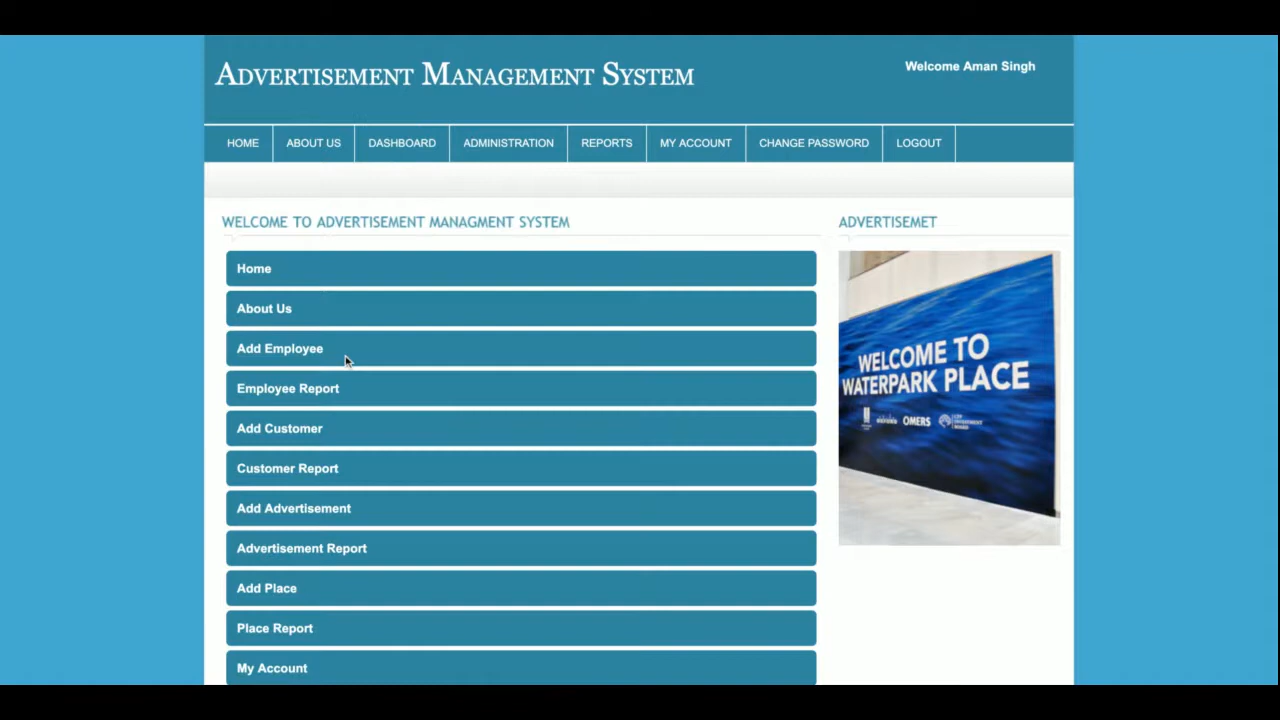 ADVERTISEMENT MANAGEMENT SYSTEM
Welcome Aman Singh
HOME
ABOUT US
DASHBOARD
ADMINISTRATION
REPORTS
MY ACCOUNT
CHANGE PASSWORD
LOGOUT
WELCOME TO ADVERTISEMENT MANAGMENT SYSTEM
Home
About Us
Add Employee
Employee Report
Add Customer
Customer Report
Add Advertisement
Advertisement Report
Add Place
Place Report
My Account
ADVERTISEMET
WELCOME TO
WATERPARK PLACE
OMERS